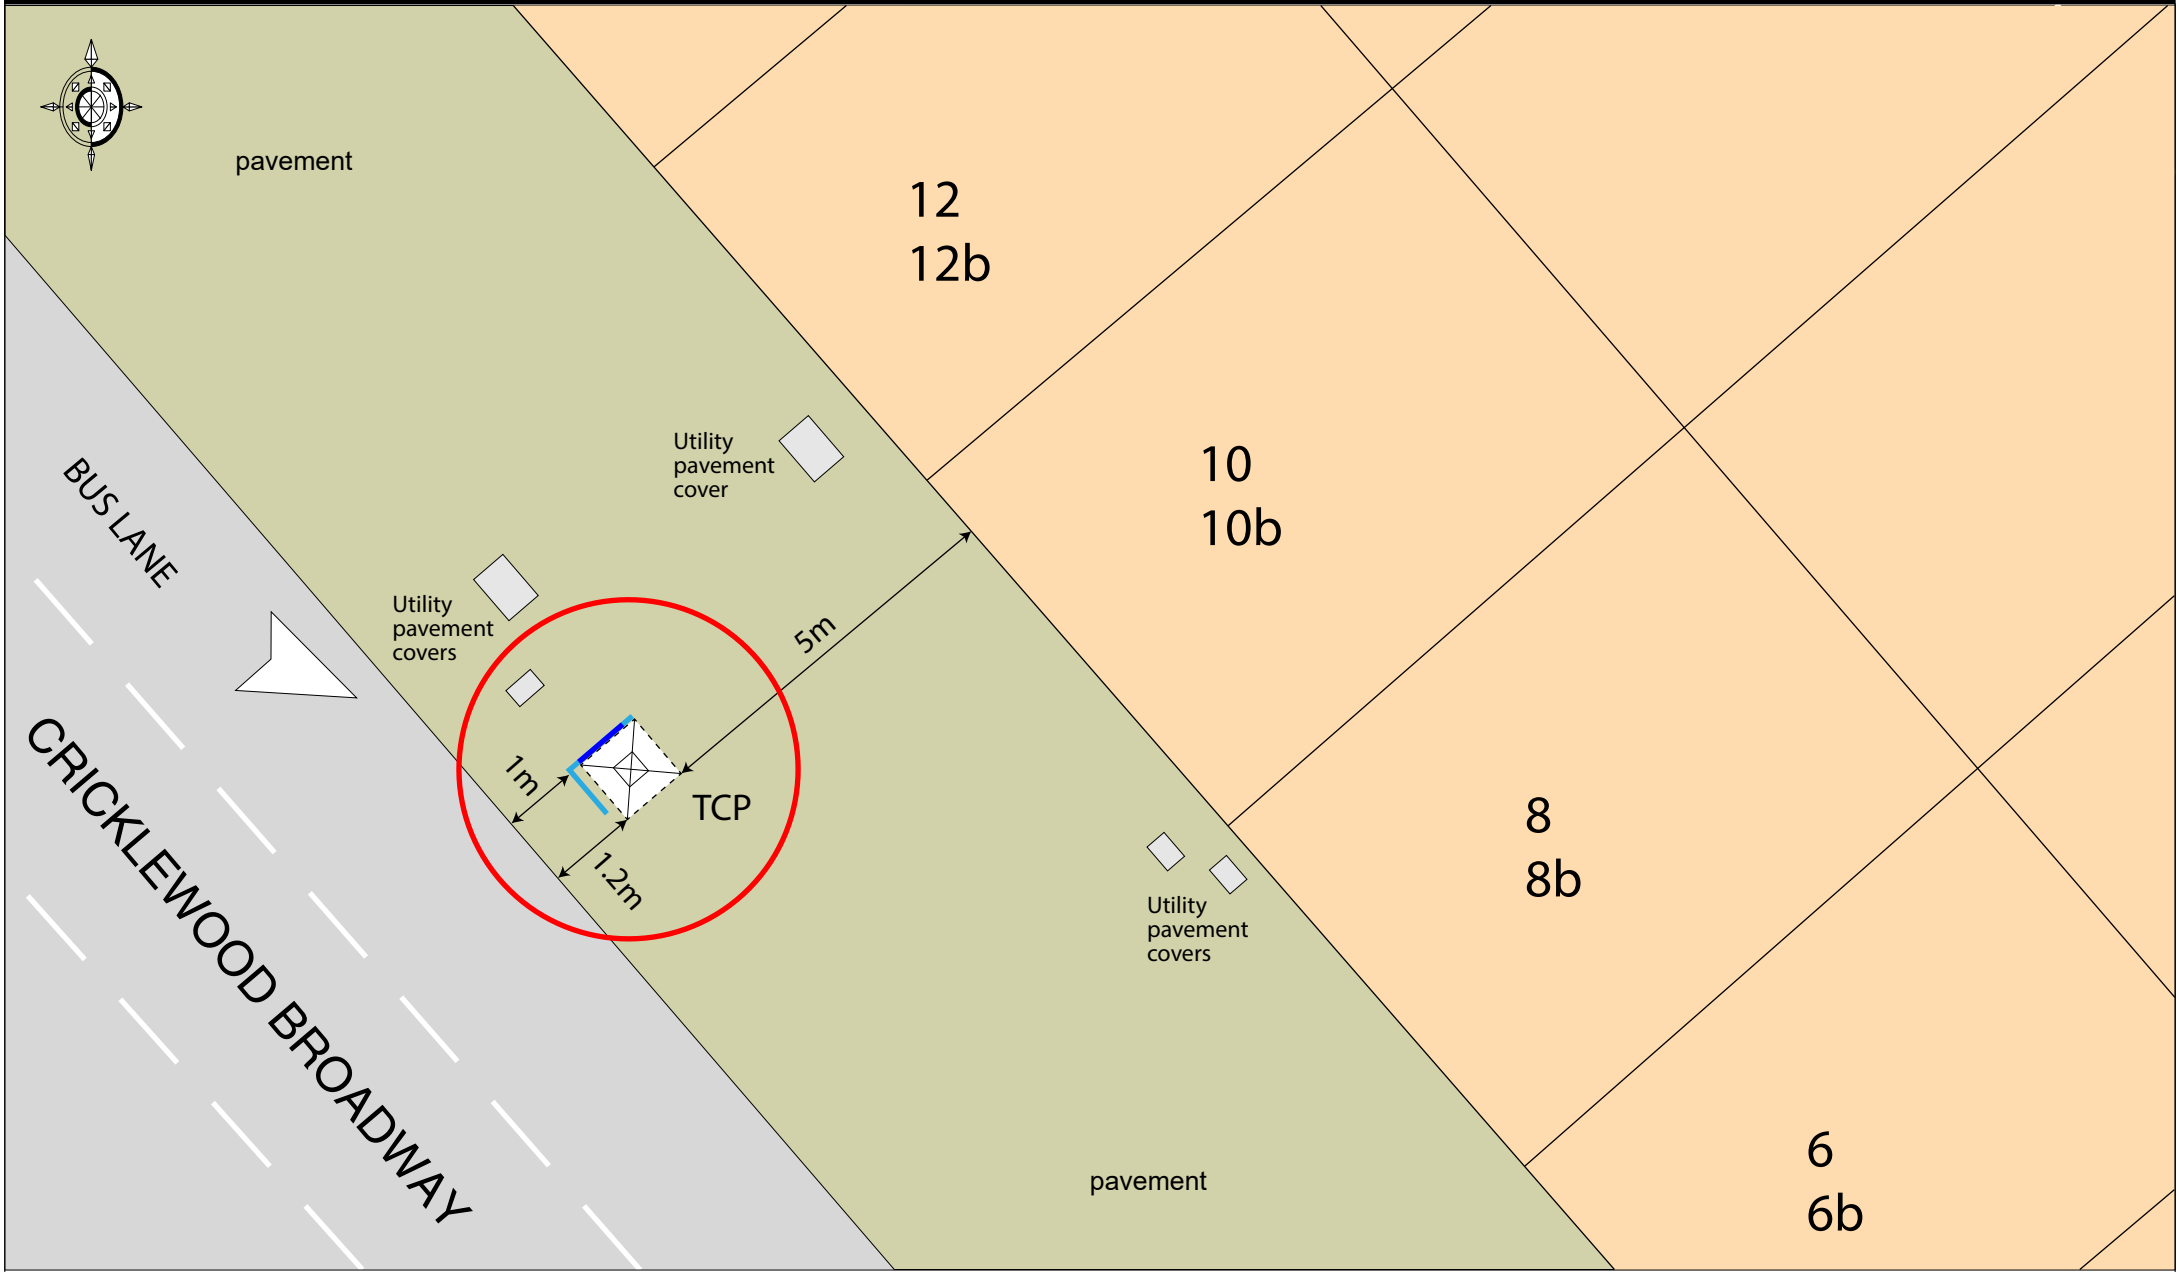 pavement
12
12b
Utility
pavement
cover
10
10b
BUS LANE
Utility
pavement
covers
5m
1m
TCP
1.2m
CRICKLEWOOD BROADWAY
8
8b
Utility
pavement
covers
pavement
6
6b